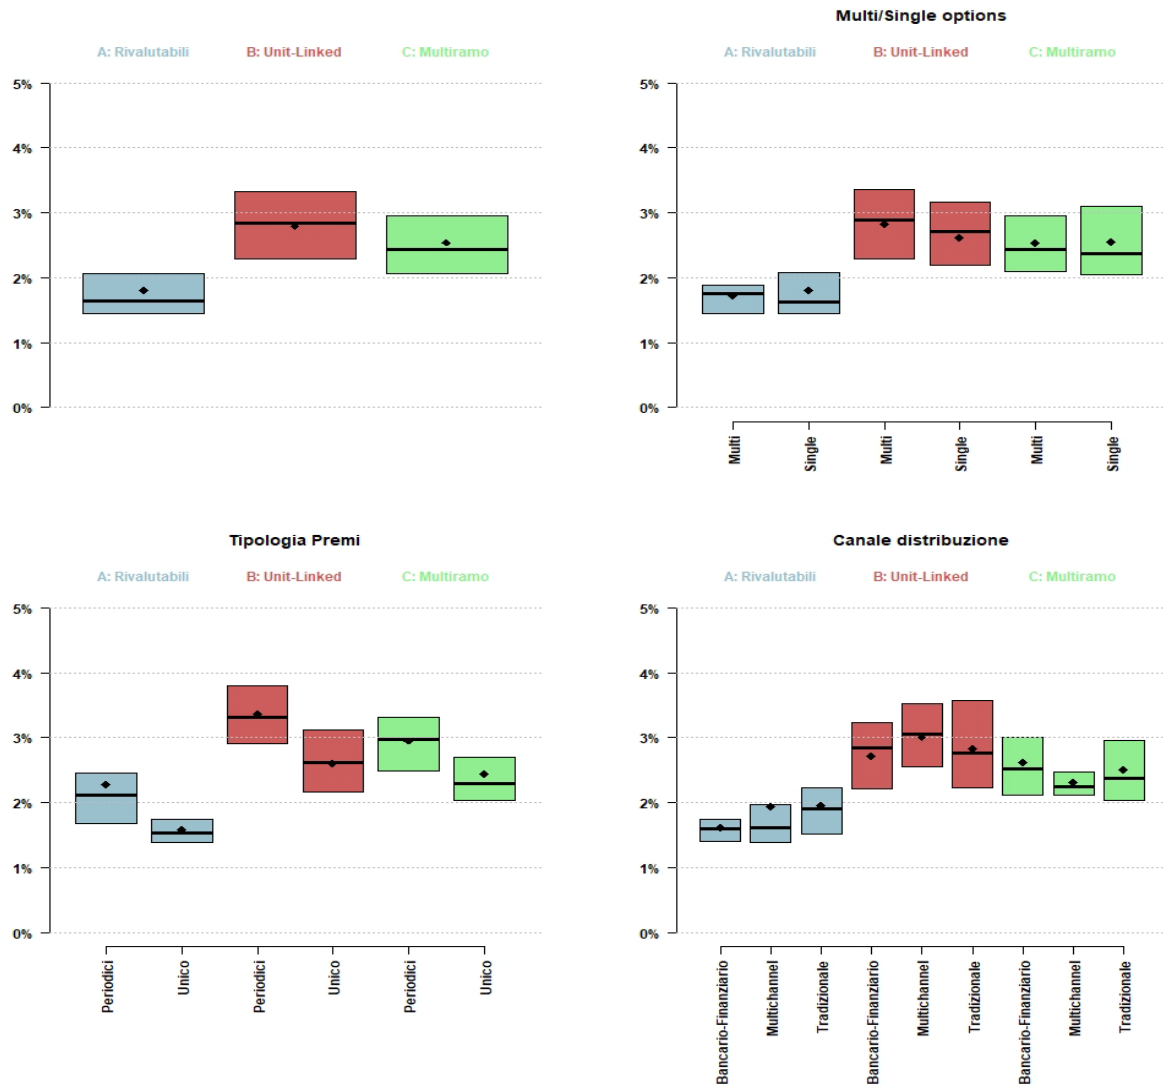 A: Rivalutabili B: Unit-Linked C: Multiramo
5%
4%
3%
2%
1%
0%
Multi/Single options
A: Rivalutabili B: Unit-Linked C: Multiramo
5%
4%
3%
2%
1%
0%
Multi
Single
Multi
Single
Multi
Single
Tipologia Premi
A: Rivalutabili B: Unit-Linked C: Multiramo
5%
4%
3%
2%
1%
0%
Periodici
Unico
Periodici
Unico
Periodici
Unico
Canale distribuzione
A: Rivalutabili B: Unit-Linked C: Multiramo
5%
4%
3%
2%
1%
0%
Bancario-Finanziario
Multichannel
Tradizionale
Bancario-Finanziario
Multichannel
Tradizionale
Bancario-Finanziario
Multichannel
Tradizionale